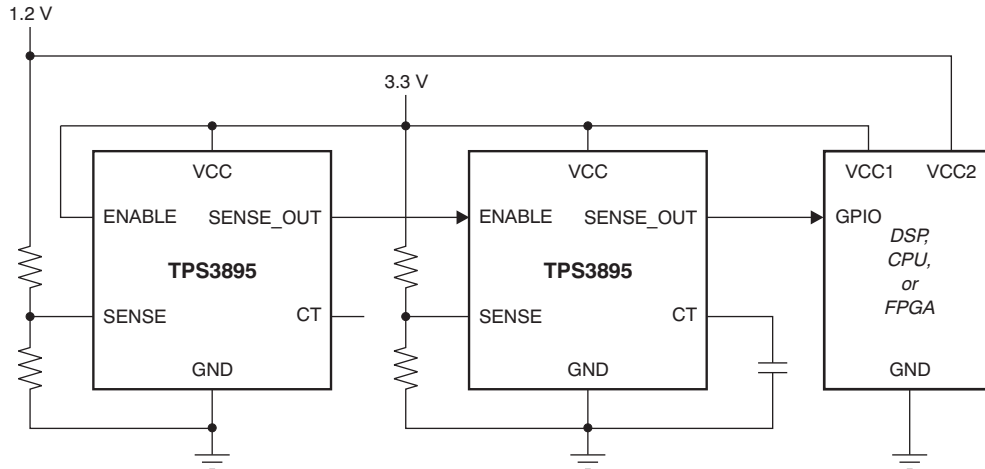 1.2 V
3.3 V
VCC
ENABLE
SENSE_OUT
TPS3895
SENSE
CT
GND
VCC
ENABLE
SENSE_OUT
TPS3895
SENSE
CT
GND
VCC1
VCC2
GPIO
DSP,
CPU,
or
FPGA
GND